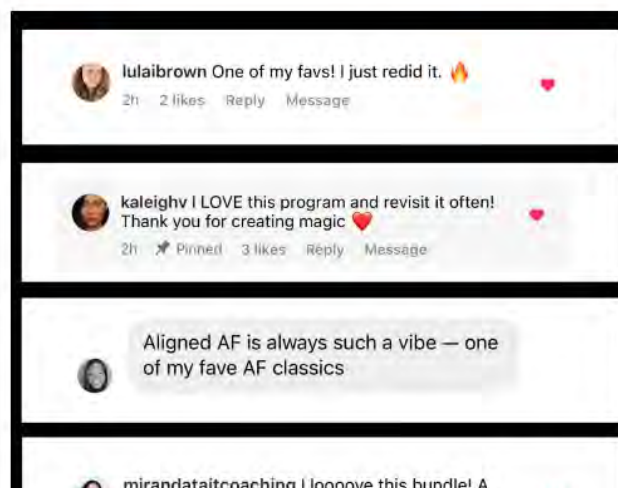 lulaibrown One of my favs! I just redid it. 🔥
2h 2 likes Reply Message
kaleighv I LOVE this program and revisit it often!
Thank you for creating magic ❤️
2h Pinned 3 likes Reply Message
Aligned AF is always such a vibe — one
of my fave AF classics
mirandataitcoaching I loooove this bundle! A